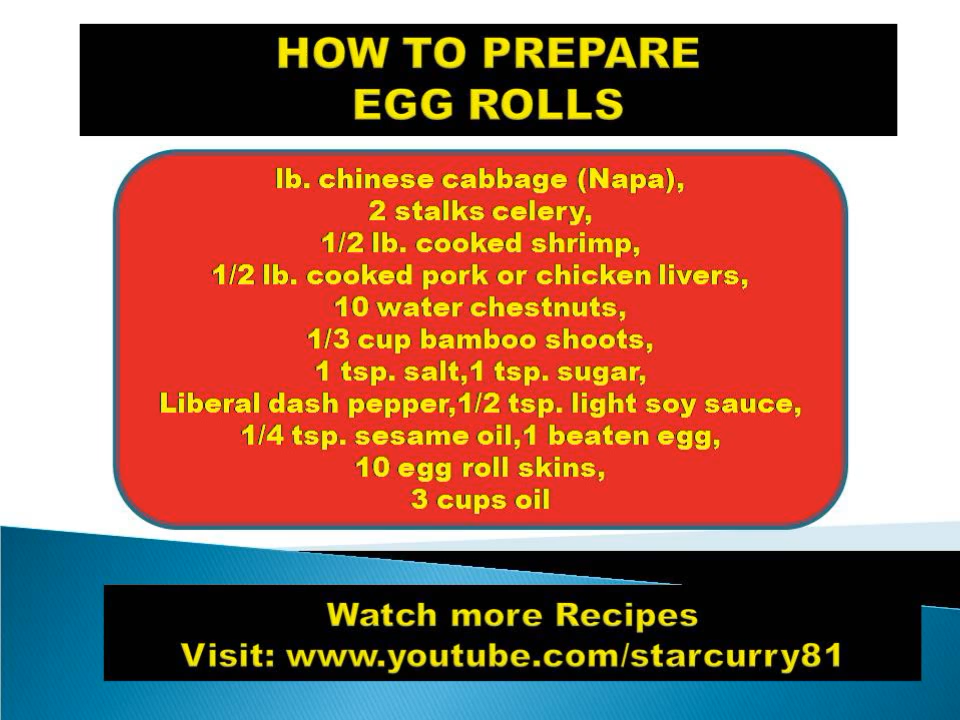 HOW TO PREPARE
EGG ROLLS
lb. chinese cabbage (Napa),
2 stalks celery,
1/2 lb. cooked shrimp,
1/2 lb. cooked pork or chicken livers,
10 water chestnuts,
1/3 cup bamboo shoots,
1 tsp. salt,1 tsp. sugar,
Liberal dash pepper,1/2 tsp. light soy sauce,
1/4 tsp. sesame oil,1 beaten egg,
10 egg roll skins,
3 cups oil
Watch more Recipes
Visit: www.youtube.com/starcurry81